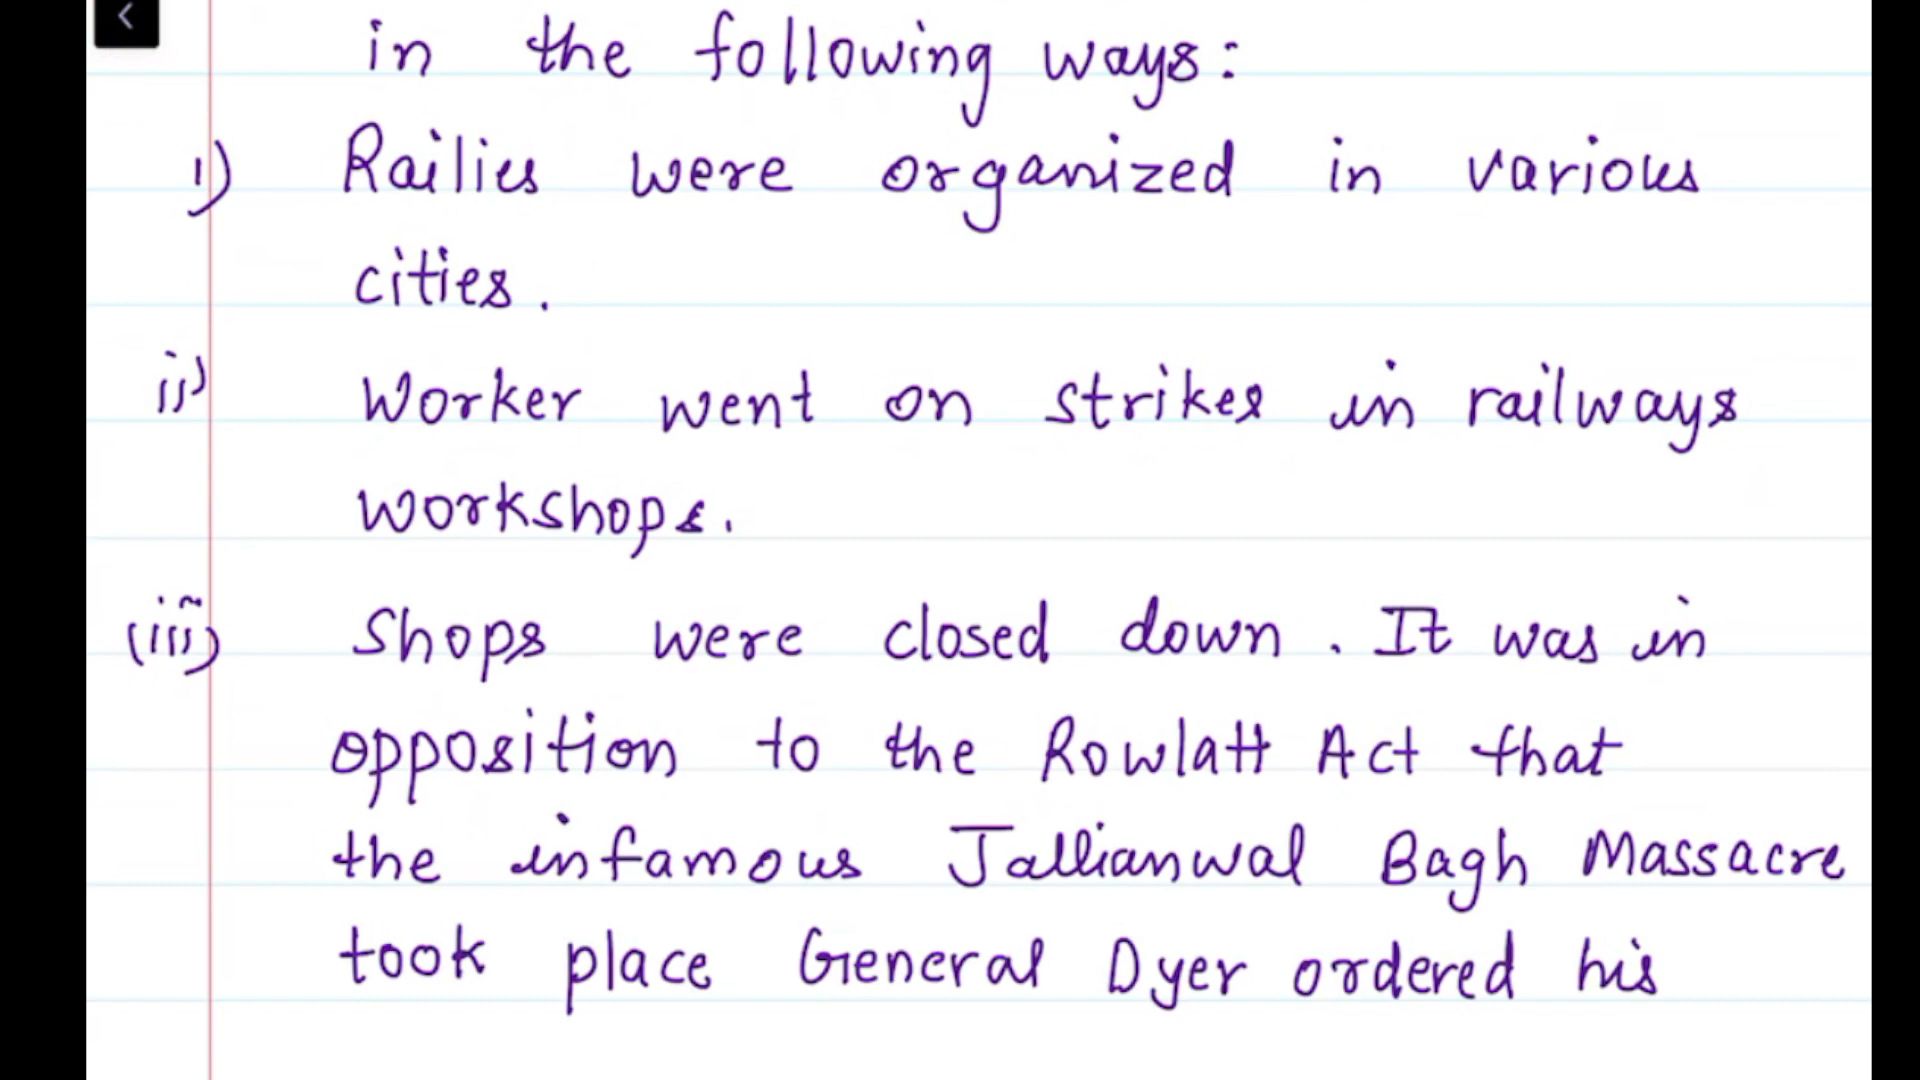 in the following ways:
i) Railies were organized in various
cities.
ii) Worker went on strikes in railways
workshops.
(iii) Shops were closed down. It was in
opposition to the Rowlatt Act that
the infamous Jallianwal Bagh Massacre
took place General Dyer ordered his